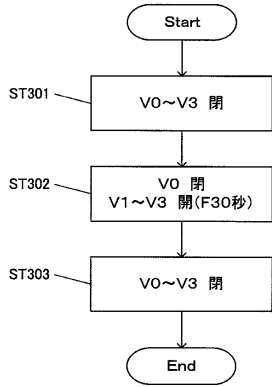 Start
ST301
V0～V3 閉
ST302
V0 閉
V1～V3 開(F30秒)
ST303
V0～V3 閉
End